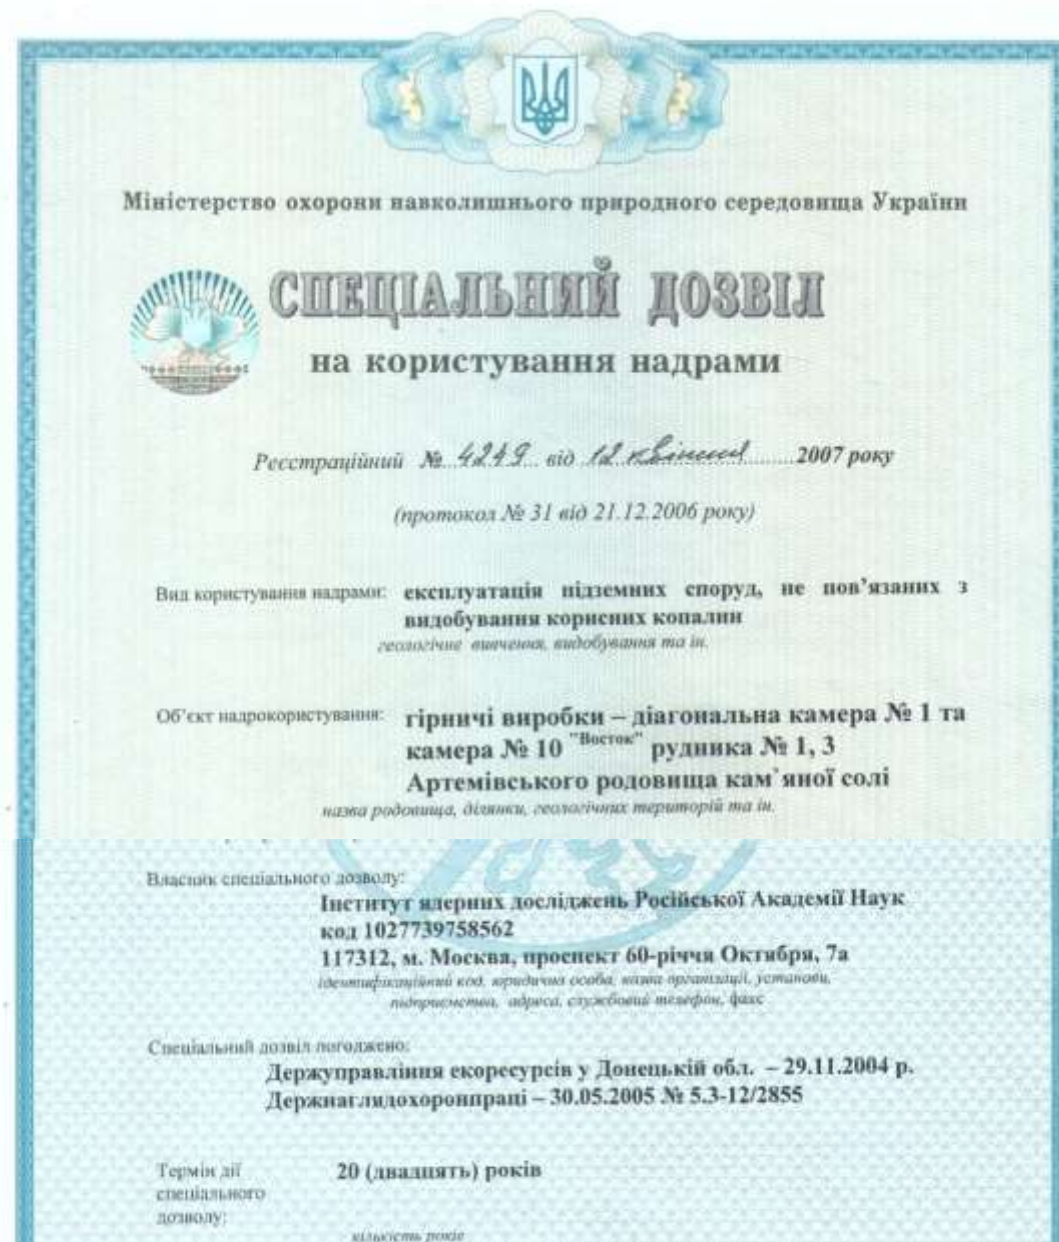 Міністерство охорони навколишнього природного середовища України
СПЕЦІАЛЬНИЙ ДОЗВІЛ
на користування надрами
Реєстраційний № 4249 від 12 квітня 2007 року
(протокол № 31 від 21.12.2006 року)
Вид користування надрами: експлуатація підземних споруд, не пов'язаних з
видобування корисних копалин
геологічне вивчення, видобування та ін.
Об'єкт надрокористування: гірничі виробки – діагональна камера № 1 та
камера № 10 "Восток" рудника № 1, 3
Артемівського родовища кам`яної солі
назва родовища, ділянки, геологічних територій та ін.
Власник спеціального дозволу:
Інститут ядерних досліджень Російської Академії Наук
код 1027739758562
117312, м. Москва, проспект 60-річчя Октября, 7а
ідентифікаційний код, юридична особа, назва організації, установи,
підприємства, адреса, службовий телефон, факс
Спеціальний дозвіл погоджено:
Держуправління екоресурсів у Донецькій обл. – 29.11.2004 р.
Держнаглядохоронпраці – 30.05.2005 № 5.3-12/2855
Термін дії 20 (двадцять) років
спеціального
дозволу:
кількість років